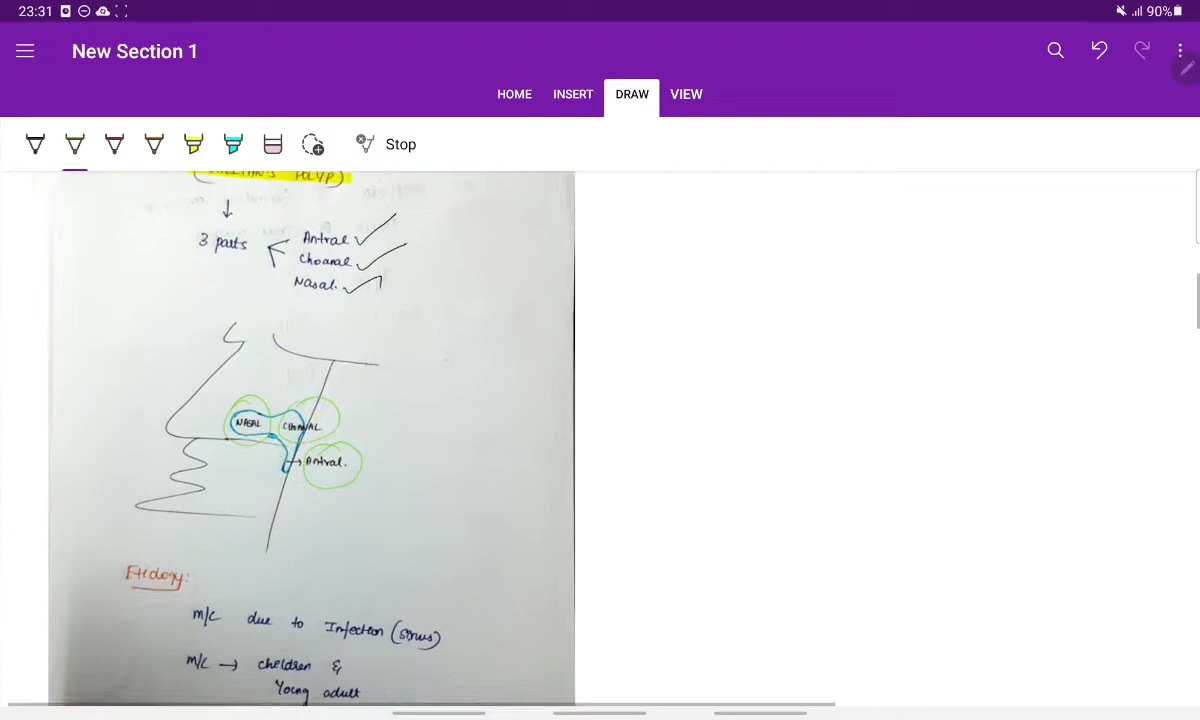 23:31
90%
New Section 1
HOME INSERT DRAW VIEW
Stop
POLYP)
3 parts
Antral
Choanal
Nasal.
NASAL
CHOANAL
Antral.
Etiology:
m/c due to Infection (sinus)
m/c → children &
Young adult